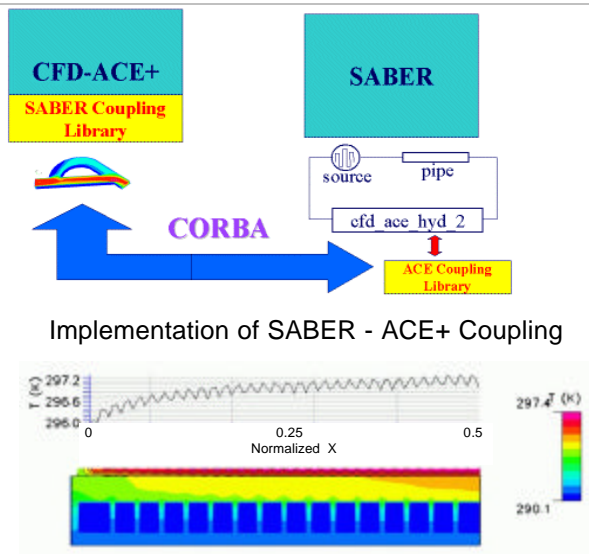 CFD-ACE+
SABER Coupling
Library
SABER
source
pipe
cfd_ace_hyd_2
CORBA
ACE Coupling
Library
Implementation of SABER - ACE+ Coupling
T (K)
297.2
296.6
296.0
0
0.25
0.5
Normalized X
297.4
T (K)
290.1